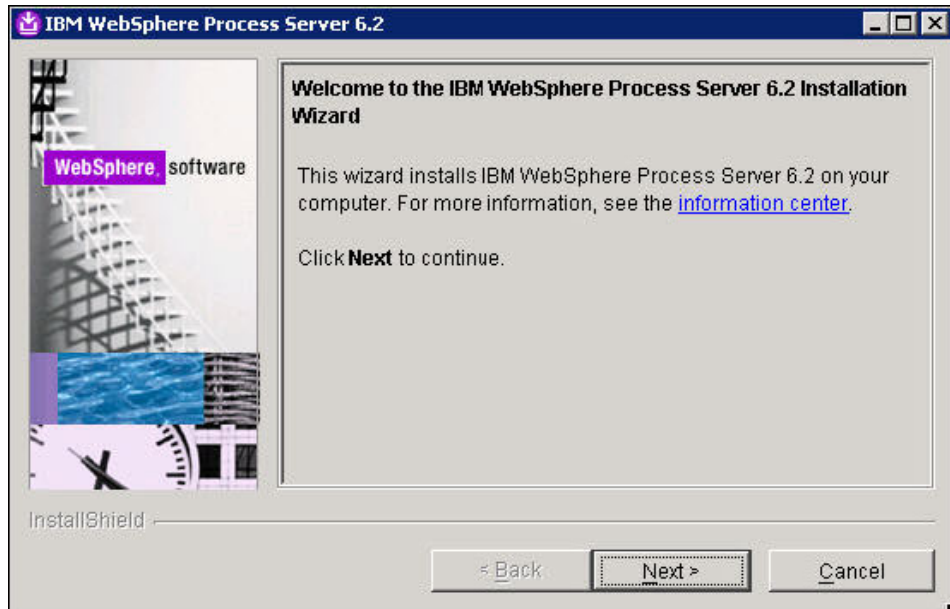 IBM WebSphere Process Server 6.2
WebSphere. software
Welcome to the IBM WebSphere Process Server 6.2 Installation
Wizard
This wizard installs IBM WebSphere Process Server 6.2 on your
computer. For more information, see the information center.
Click Next to continue.
InstallShield
< Back
Next >
Cancel